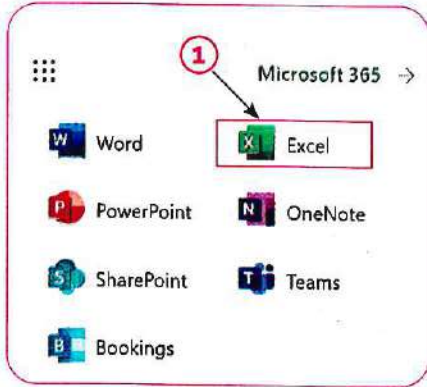 1
Microsoft 365 →
W Word
X Excel
P PowerPoint
N OneNote
S SharePoint
T Teams
B Bookings